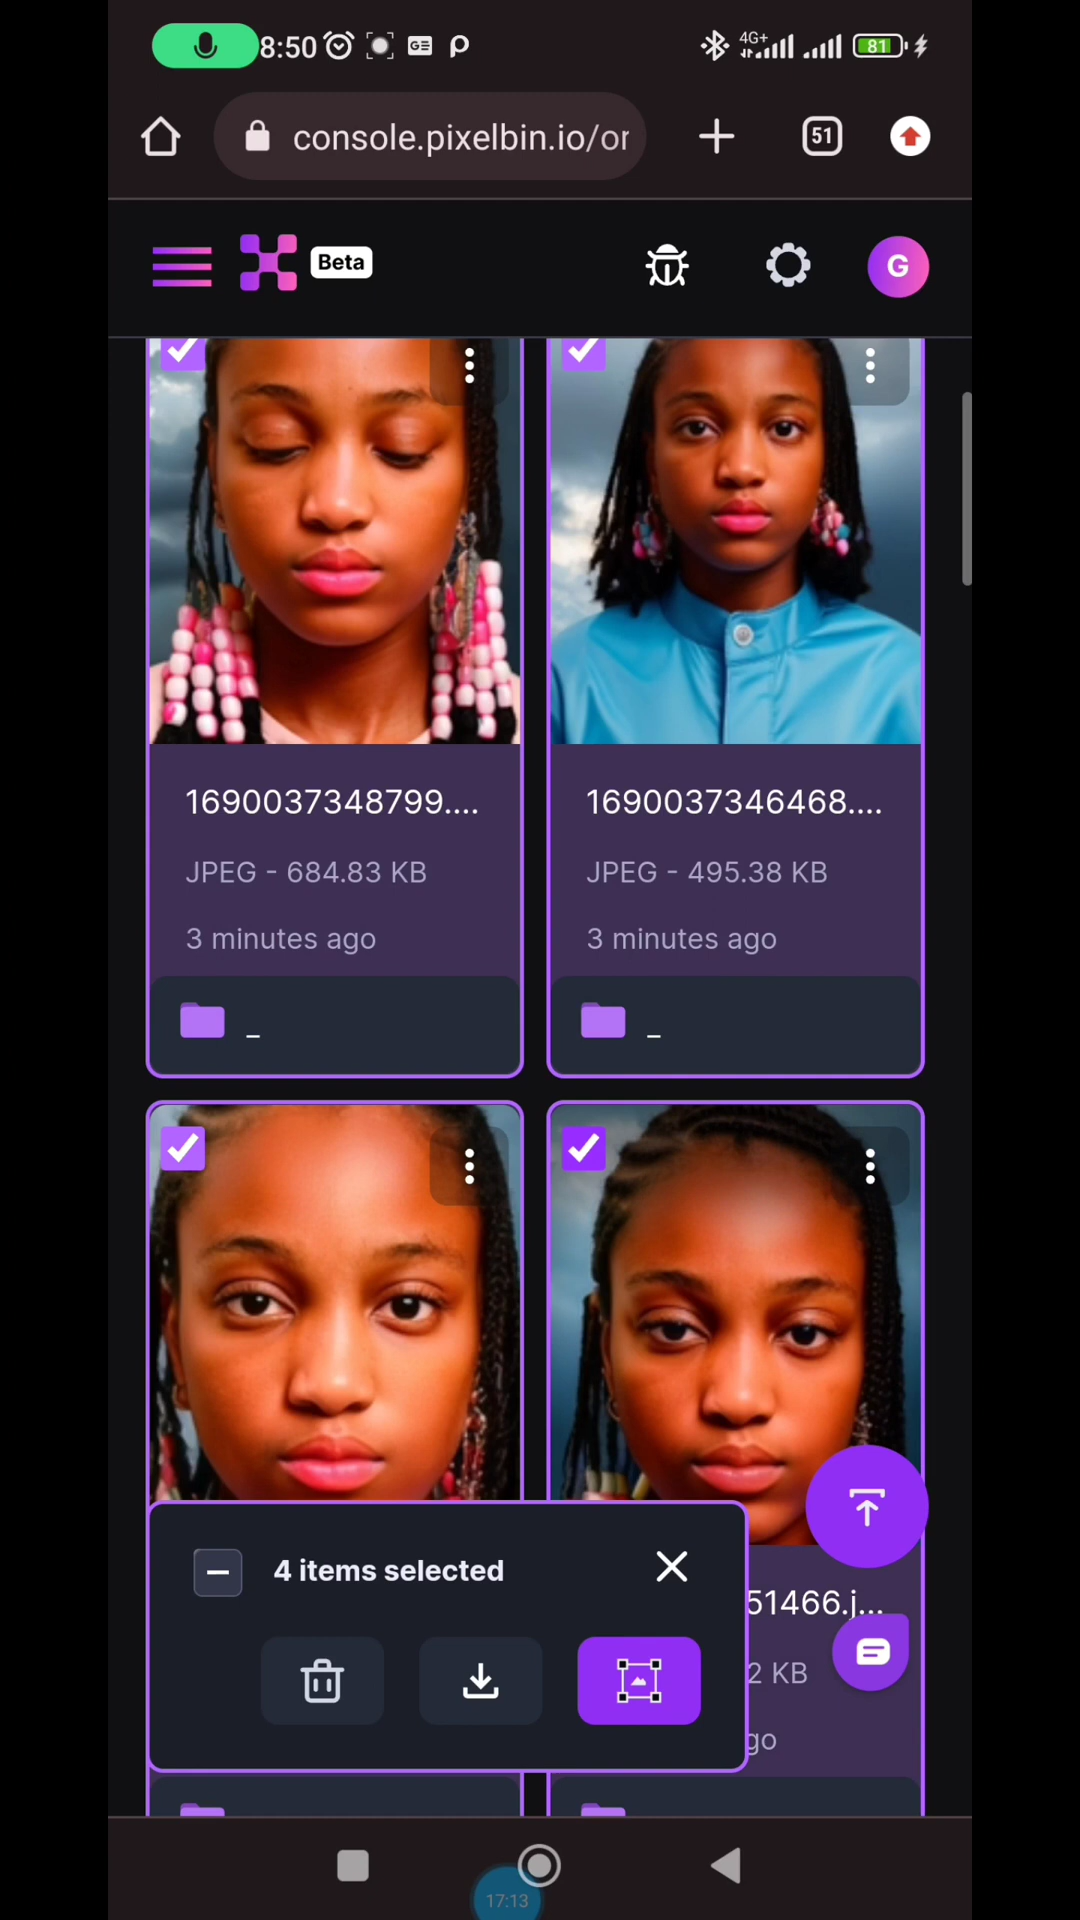 8:50 GE 4G+ 81
console.pixelbin.io/or 51
Beta G
1690037348799.... 1690037346468....
JPEG - 684.83 KB JPEG - 495.38 KB
3 minutes ago 3 minutes ago
_ _
4 items selected
51466.j...
2 KB
go
17:13